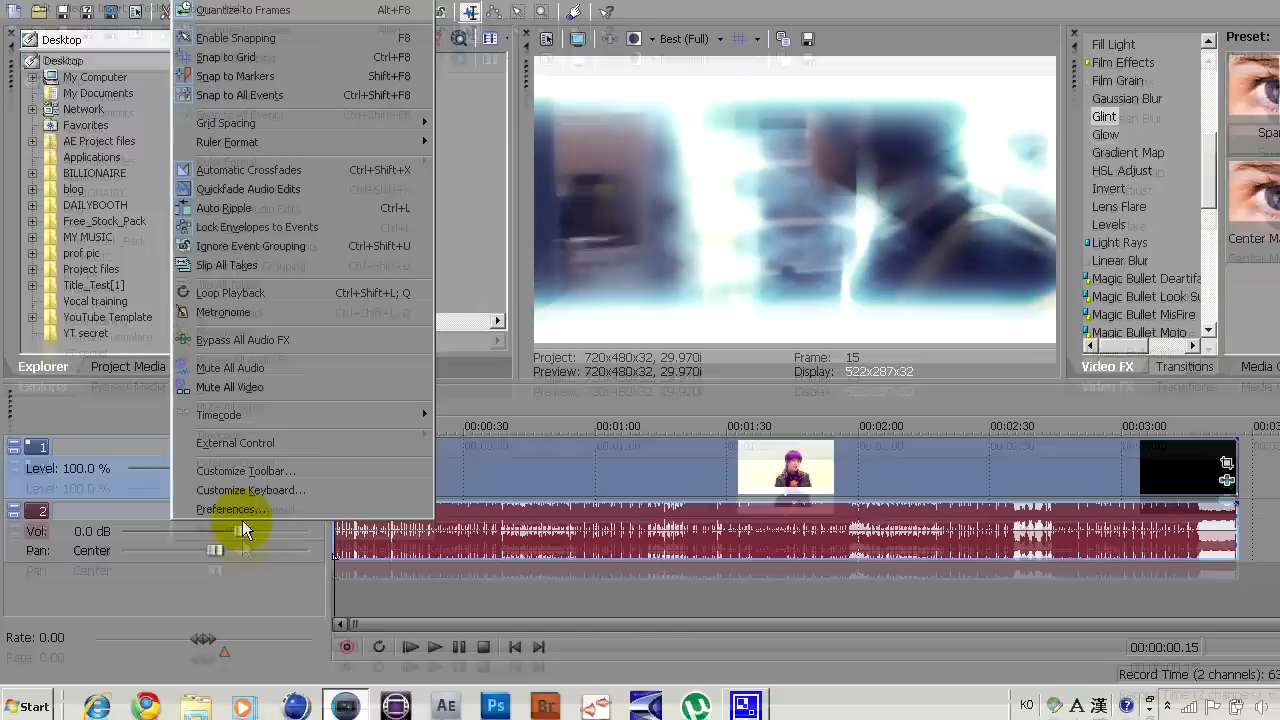 Quantize to Frames Alt+F8
Enable Snapping F8
Snap to Grid Ctrl+F8
Snap to Markers Shift+F8
Snap to All Events Ctrl+Shift+F8
Grid Spacing
Ruler Format
Automatic Crossfades Ctrl+Shift+X
Quickfade Audio Edits
Auto Ripple Ctrl+L
Lock Envelopes to Events
Ignore Event Grouping Ctrl+Shift+U
Slip All Takes
Loop Playback Ctrl+Shift+L; Q
Metronome
Bypass All Audio FX
Mute All Audio
Mute All Video
Timecode
External Control
Customize Toolbar...
Customize Keyboard...
Preferences...
Desktop
Desktop
My Computer
My Documents
Network
Favorites
AE Project files
Applications
BILLIONAIRE
blog
DAILYBOOTH
Free_Stock_Pack
MY MUSIC
prof pic
Project files
Title_Test[1]
Vocal training
YouTube Template
YT secret
Explorer Project Media
Best (Full)
Project: 720x480x32, 29.970i
Preview: 720x480x32, 29.970i
Frame: 15
Display: 522x287x32
Fill Light
Film Effects
Film Grain
Gaussian Blur
Glint
Glow
Gradient Map
HSL Adjust
Invert
Lens Flare
Levels
Light Rays
Linear Blur
Magic Bullet Deartifa
Magic Bullet Look Su
Magic Bullet MisFire
Magic Bullet Mojo
Preset:
Center M
Video FX Transitions Media
00:00:30 00:01:00 00:01:30 00:02:00 00:02:30 00:03:00
1
Level: 100.0 %
2
Vol: 0.0 dB
Pan: Center
Rate: 0.00
00:00:00.15
Record Time (2 channels): 6
Start AE Ps Br KO A 漢